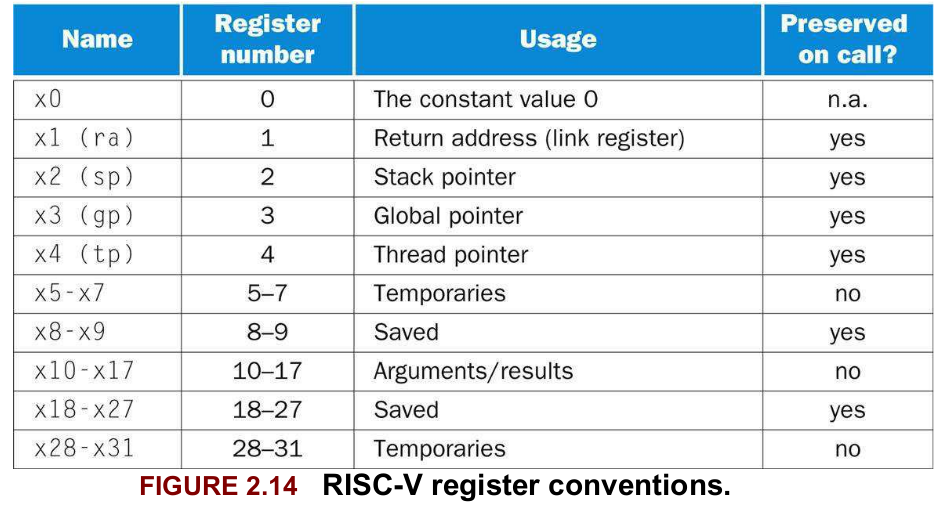 Name Register number Usage Preserved on call?
x0 0 The constant value 0 n.a.
x1 (ra) 1 Return address (link register) yes
x2 (sp) 2 Stack pointer yes
x3 (gp) 3 Global pointer yes
x4 (tp) 4 Thread pointer yes
x5-x7 5–7 Temporaries no
x8-x9 8–9 Saved yes
x10-x17 10–17 Arguments/results no
x18-x27 18–27 Saved yes
x28-x31 28–31 Temporaries no
FIGURE 2.14 RISC-V register conventions.